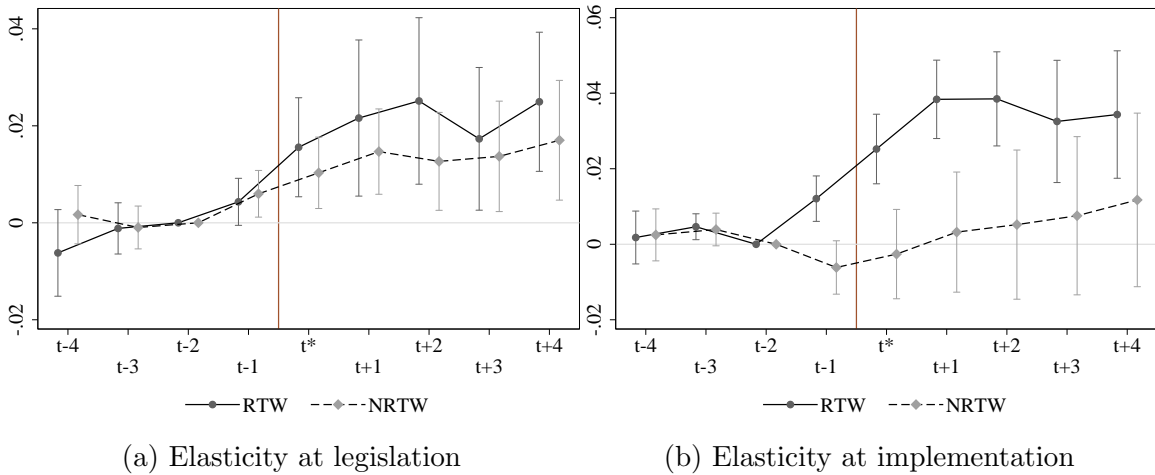 .04
.02
0
-.02
t-4 t-2 t* t+2 t+4
t-3 t-1 t+1 t+3
RTW NRTW
(a) Elasticity at legislation
.06
.04
.02
0
-.02
t-4 t-2 t* t+2 t+4
t-3 t-1 t+1 t+3
RTW NRTW
(b) Elasticity at implementation